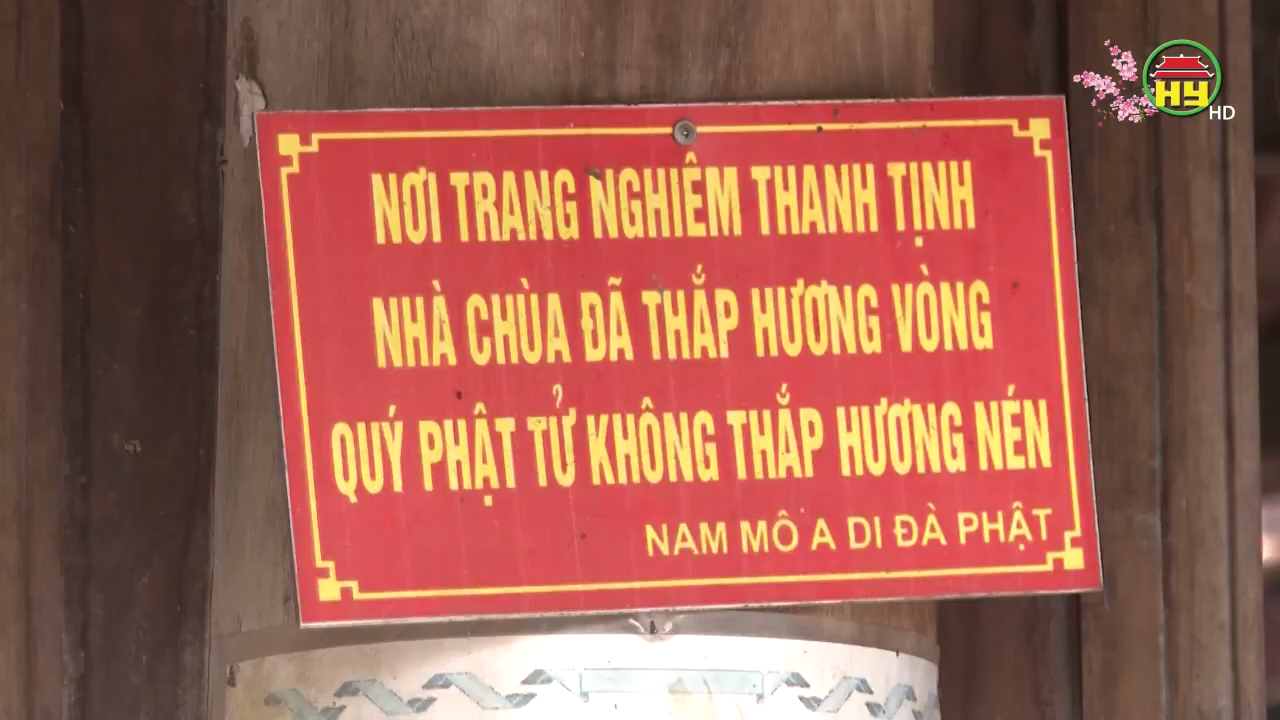 HY
HD
NƠI TRANG NGHIÊM THANH TỊNH
NHÀ CHÙA ĐÃ THẮP HƯƠNG VÒNG
QUÝ PHẬT TỬ KHÔNG THẮP HƯƠNG NÉN
NAM MÔ A DI ĐÀ PHẬT